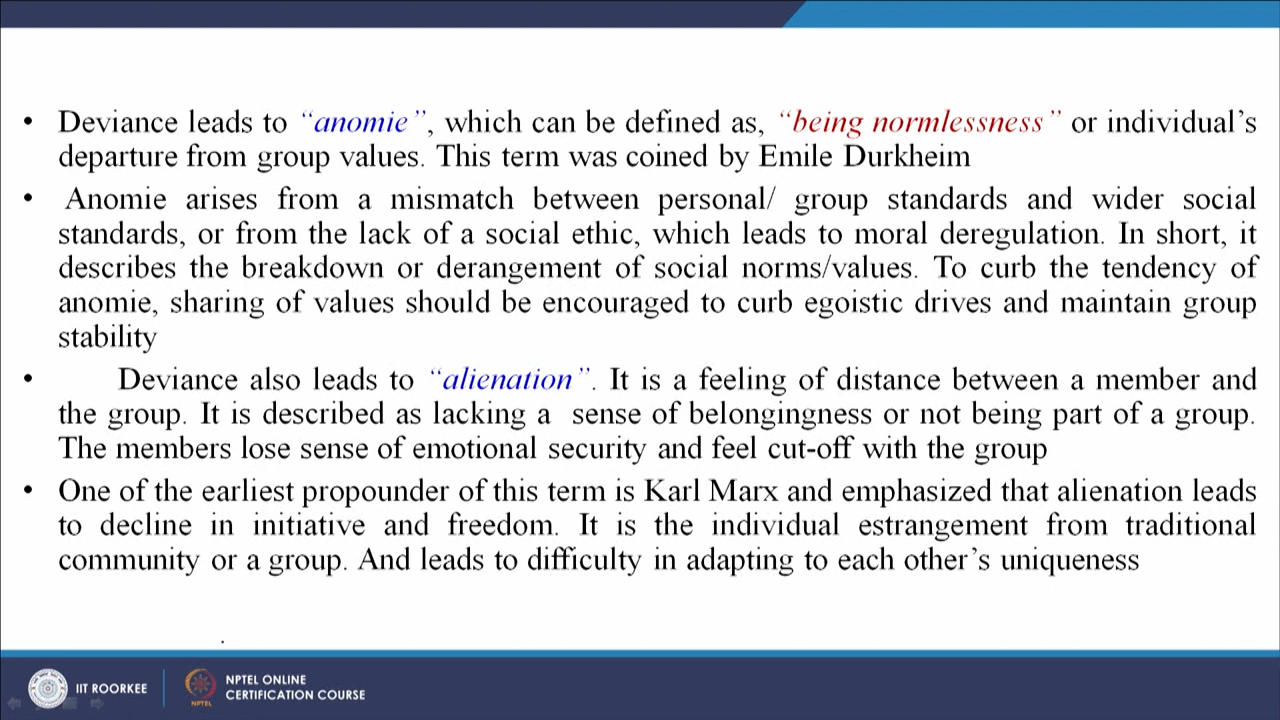 • Deviance leads to “anomie”, which can be defined as, “being normlessness” or individual’s
departure from group values. This term was coined by Emile Durkheim
• Anomie arises from a mismatch between personal/ group standards and wider social
standards, or from the lack of a social ethic, which leads to moral deregulation. In short, it
describes the breakdown or derangement of social norms/values. To curb the tendency of
anomie, sharing of values should be encouraged to curb egoistic drives and maintain group
stability
• Deviance also leads to “alienation”. It is a feeling of distance between a member and
the group. It is described as lacking a sense of belongingness or not being part of a group.
The members lose sense of emotional security and feel cut-off with the group
• One of the earliest propounder of this term is Karl Marx and emphasized that alienation leads
to decline in initiative and freedom. It is the individual estrangement from traditional
community or a group. And leads to difficulty in adapting to each other’s uniqueness
.
IIT ROORKEE
NPTEL
NPTEL ONLINE
CERTIFICATION COURSE